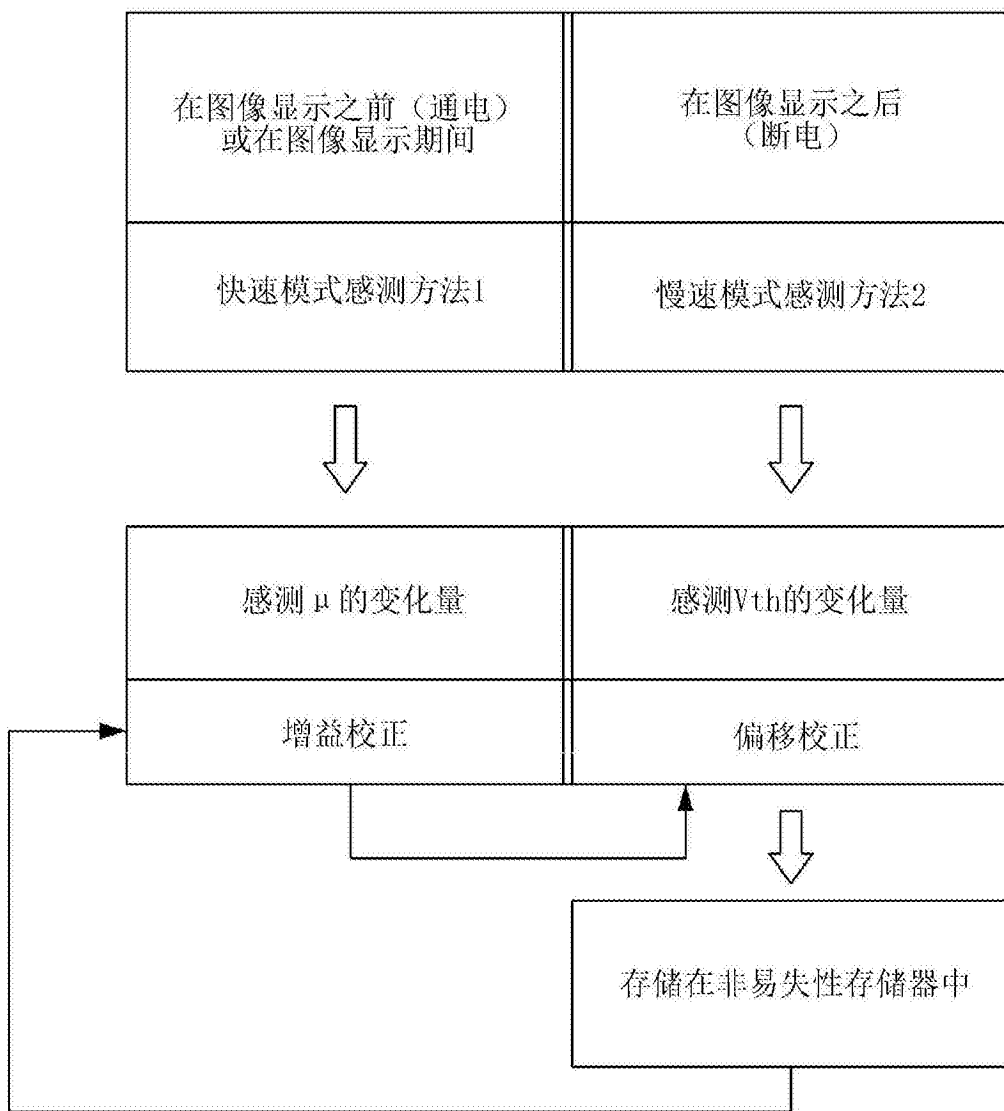 在图像显示之前（通电）
或在图像显示期间
在图像显示之后
（断电）
快速模式感测方法1
慢速模式感测方法2
感测μ的变化量
感测Vth的变化量
增益校正
偏移校正
存储在非易失性存储器中